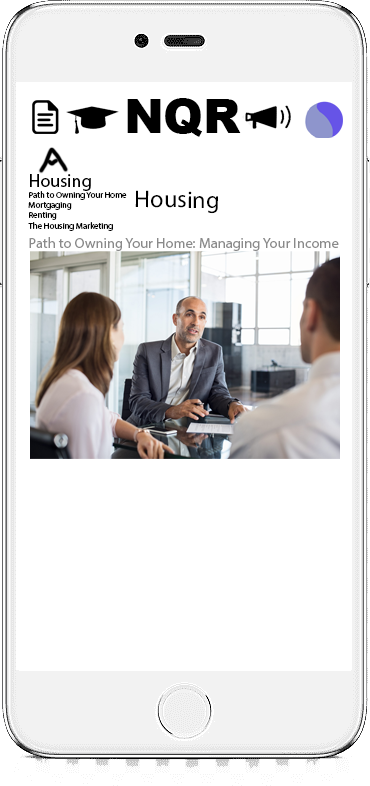 NQR
Housing
Path to Owning Your Home
Mortgaging
Renting
The Housing Marketing
Housing
Path to Owning Your Home: Managing Your Income